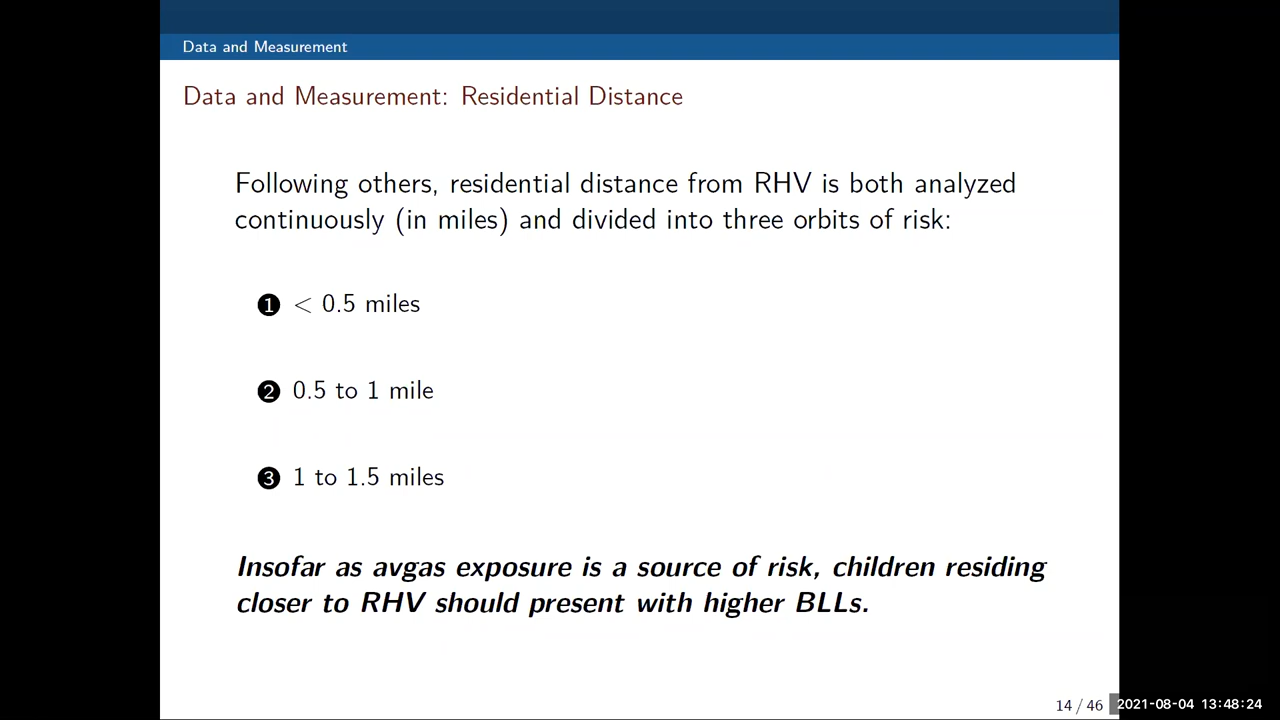 Data and Measurement
Data and Measurement: Residential Distance
Following others, residential distance from RHV is both analyzed
continuously (in miles) and divided into three orbits of risk:
1 < 0.5 miles
2 0.5 to 1 mile
3 1 to 1.5 miles
Insofar as avgas exposure is a source of risk, children residing
closer to RHV should present with higher BLLs.
14 / 46
2021-08-04 13:48:24